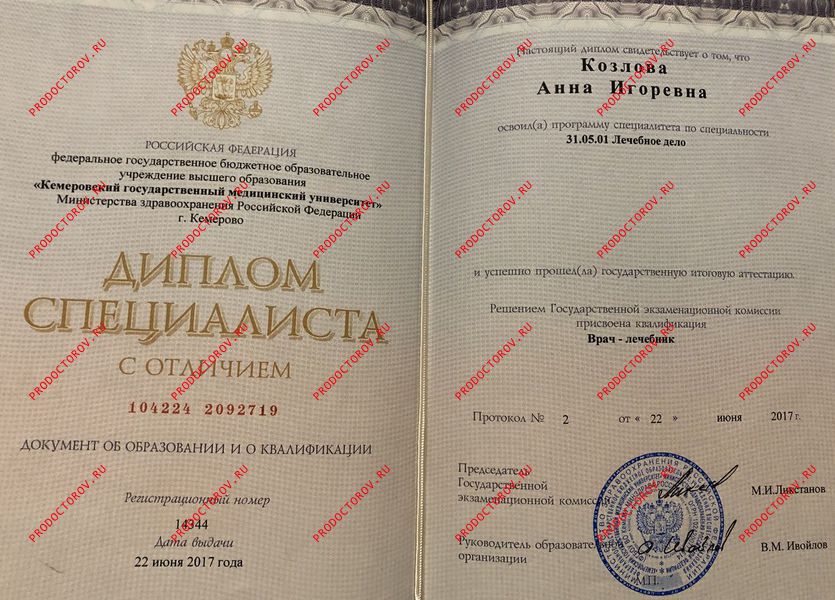 РОССИЙСКАЯ ФЕДЕРАЦИЯ
федеральное государственное бюджетное образовательное
учреждение высшего образования
«Кемеровский государственный медицинский университет»
Министерства здравоохранения Российской Федерации
г. Кемерово
ДИПЛОМ
СПЕЦИАЛИСТА
С ОТЛИЧИЕМ
104224 2092719
ДОКУМЕНТ ОБ ОБРАЗОВАНИИ И О КВАЛИФИКАЦИИ
Регистрационный номер
14344
Дата выдачи
22 июня 2017 года
Настоящий диплом свидетельствует о том, что
Козлова
Анна Игоревна
освоил(а) программу специалитета по специальности
31.05.01 Лечебное дело
и успешно прошел(ла) государственную итоговую аттестацию.
Решением Государственной экзаменационной комиссии
присвоена квалификация
Врач - лечебник
Протокол № 2 от « 22 » июня 2017 г.
Председатель
Государственной
экзаменационной комиссии
М.И.Ликстанов
Руководитель образовательной
организации
В.М. Ивойлов
М.П.
PRODOCTOROV.RU